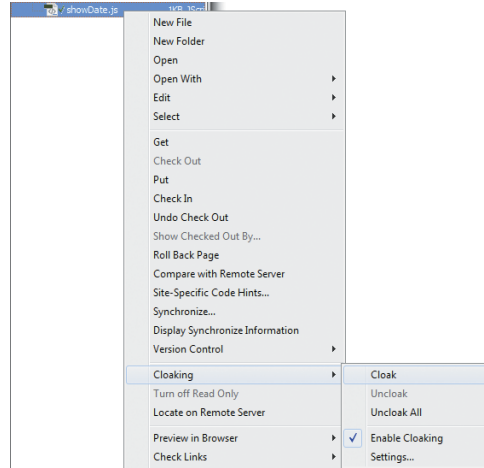 showDate.js 1KB JScri
New File
New Folder
Open
Open With
Edit
Select
Get
Check Out
Put
Check In
Undo Check Out
Show Checked Out By...
Roll Back Page
Compare with Remote Server
Site-Specific Code Hints...
Synchronize...
Display Synchronize Information
Version Control
Cloaking
Cloak
Turn off Read Only
Uncloak
Locate on Remote Server
Uncloak All
Preview in Browser
Enable Cloaking
Check Links
Settings...